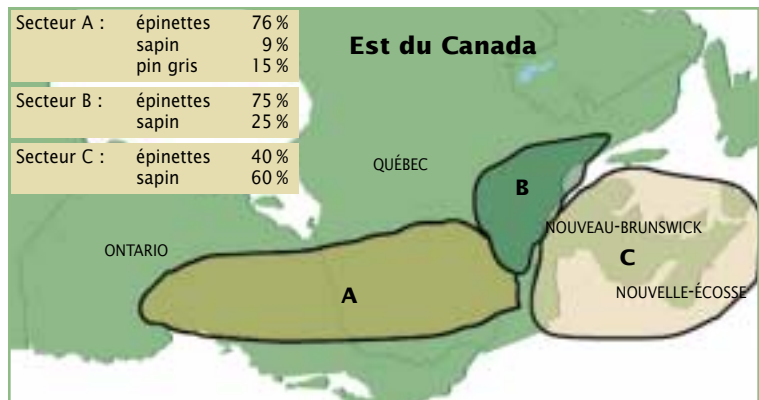 Secteur A : épinettes 76 %
sapin 9 %
pin gris 15 %
Secteur B : épinettes 75 %
sapin 25 %
Secteur C : épinettes 40 %
sapin 60 %
Est du Canada
QUÉBEC
B
NOUVEAU-BRUNSWICK
ONTARIO
C
A
NOUVELLE-ÉCOSSE